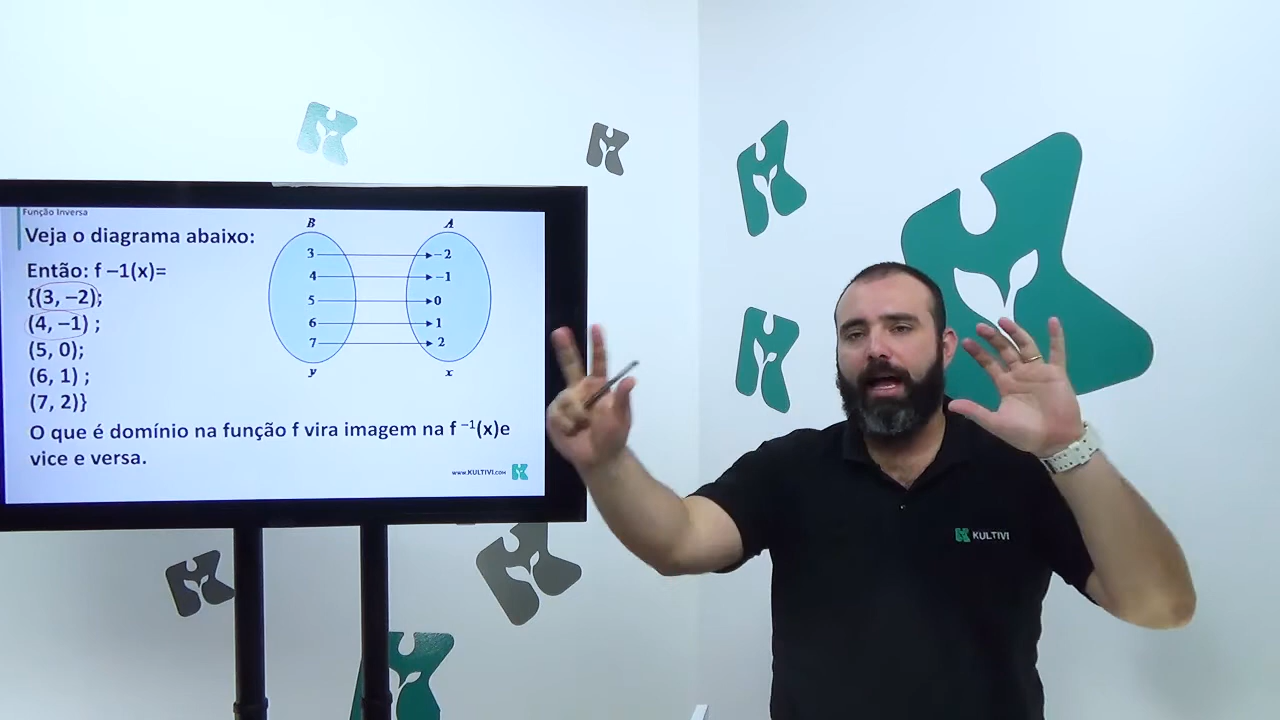 Função Inversa
Veja o diagrama abaixo:
Então: f –1(x)=
{(3, –2);
(4, –1) ;
(5, 0);
(6, 1) ;
(7, 2)}
B A
3 –2
4 –1
5 0
6 1
7 2
y x
O que é domínio na função f vira imagem na f ⁻¹(x)e
vice e versa.
www.KULTIVI.COM
KULTIVI